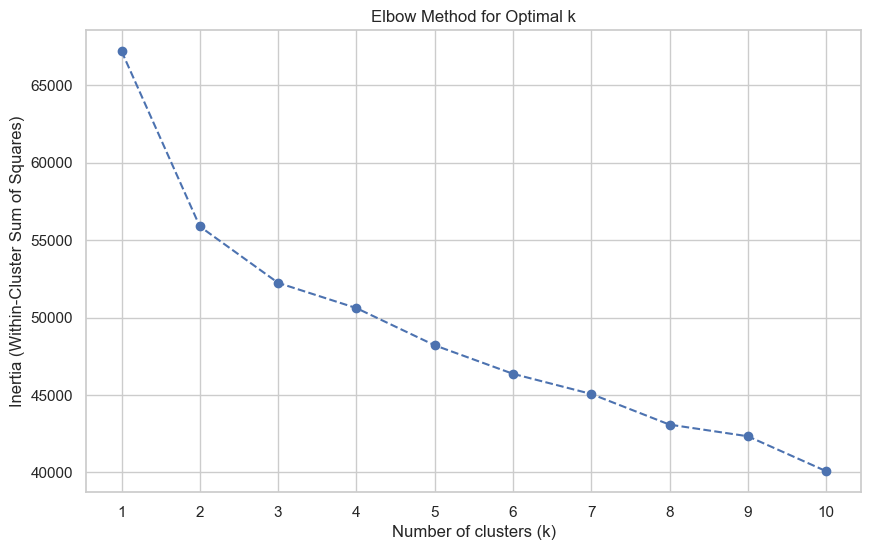 Elbow Method for Optimal k
Inertia (Within-Cluster Sum of Squares)
65000
60000
55000
50000
45000
40000
1 2 3 4 5 6 7 8 9 10
Number of clusters (k)